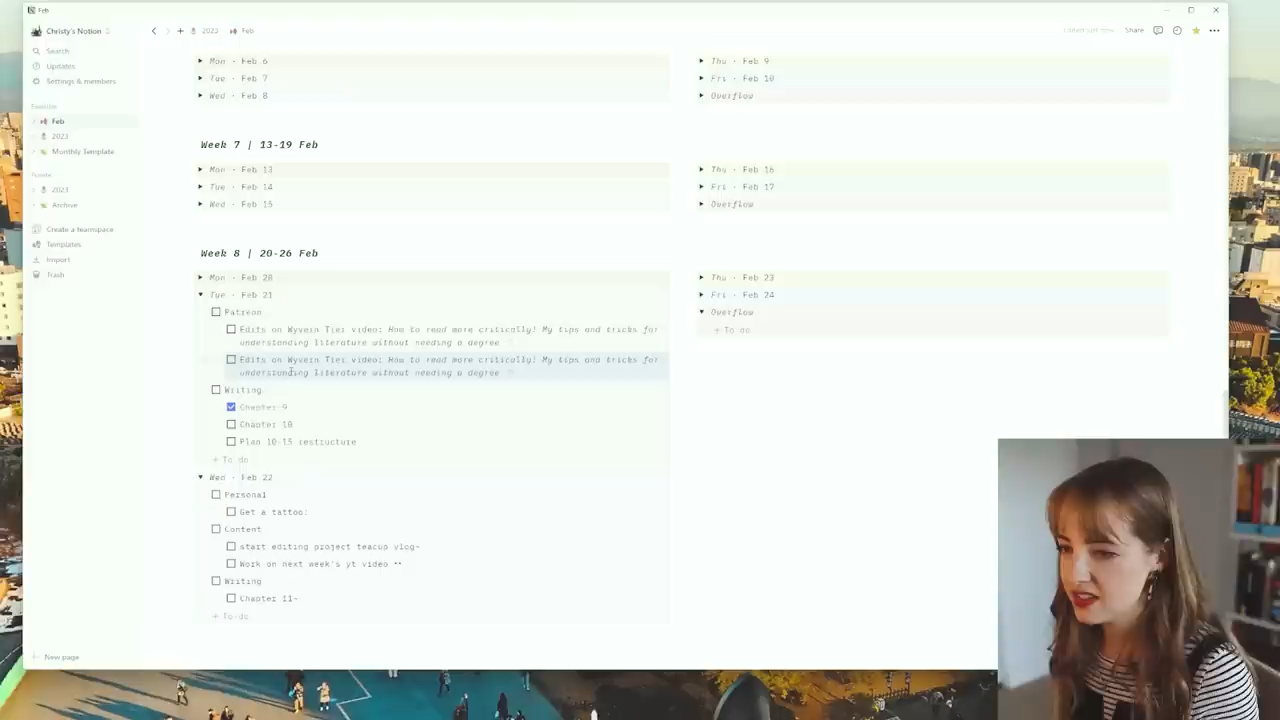 Feb
Christy's Notion
2023
Feb
Edited just now
Share
Search
Updates
Settings & members
Favorites
Feb
2023
Monthly Template
Private
2023
Archive
Create a teamspace
Templates
Import
Trash
New page
Mon · Feb 6
Tue · Feb 7
Wed · Feb 8
Thu · Feb 9
Fri · Feb 10
Overflow
Week 7 | 13-19 Feb
Mon · Feb 13
Tue · Feb 14
Wed · Feb 15
Thu · Feb 16
Fri · Feb 17
Overflow
Week 8 | 20-26 Feb
Mon · Feb 20
Tue · Feb 21
Patreon
Edits on Wyvern Tier video: How to read more critically! My tips and tricks for
understanding literature without needing a degree
Edits on Wyvern Tier video: How to read more critically! My tips and tricks for
understanding literature without needing a degree
Writing
Chapter 9
Chapter 10
Plan 10-15 restructure
+ To do
Wed · Feb 22
Personal
Get a tattoo!
Content
start editing project teacup vlog~
Work on next week's yt video
Writing
Chapter 11~
+ To do
Thu · Feb 23
Fri · Feb 24
Overflow
+ To do